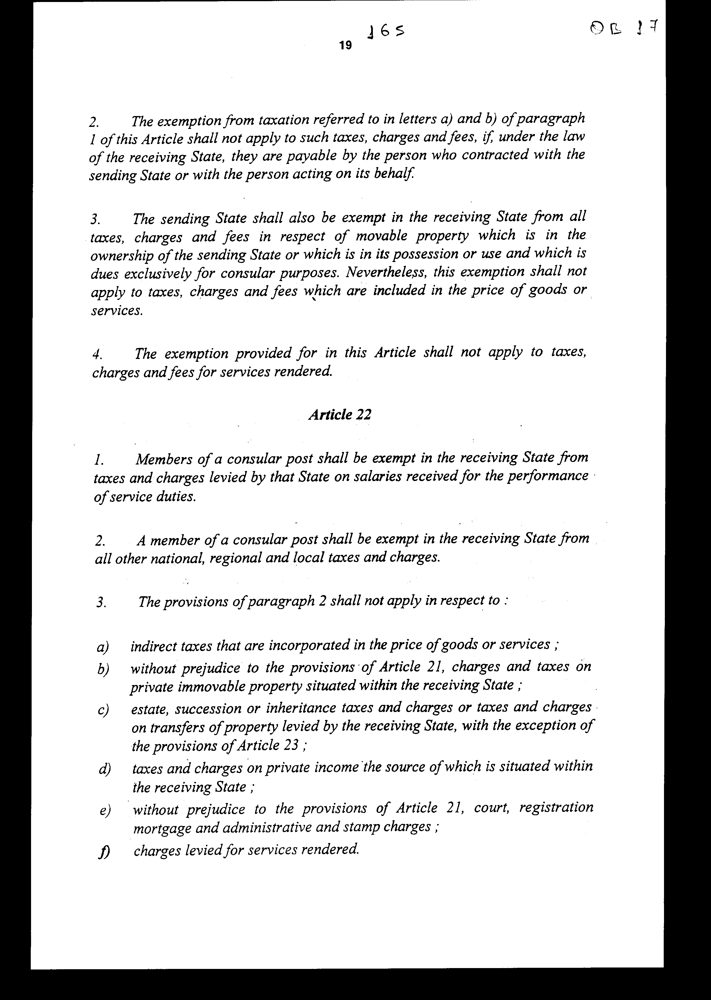 165
OB 17
19
2. The exemption from taxation referred to in letters a) and b) of paragraph
1 of this Article shall not apply to such taxes, charges and fees, if, under the law
of the receiving State, they are payable by the person who contracted with the
sending State or with the person acting on its behalf.
3. The sending State shall also be exempt in the receiving State from all
taxes, charges and fees in respect of movable property which is in the
ownership of the sending State or which is in its possession or use and which is
dues exclusively for consular purposes. Nevertheless, this exemption shall not
apply to taxes, charges and fees which are included in the price of goods or
services.
4. The exemption provided for in this Article shall not apply to taxes,
charges and fees for services rendered.
Article 22
1. Members of a consular post shall be exempt in the receiving State from
taxes and charges levied by that State on salaries received for the performance
of service duties.
2. A member of a consular post shall be exempt in the receiving State from
all other national, regional and local taxes and charges.
3. The provisions of paragraph 2 shall not apply in respect to :
a) indirect taxes that are incorporated in the price of goods or services ;
b) without prejudice to the provisions of Article 21, charges and taxes on
private immovable property situated within the receiving State ;
c) estate, succession or inheritance taxes and charges or taxes and charges
on transfers of property levied by the receiving State, with the exception of
the provisions of Article 23 ;
d) taxes and charges on private income the source of which is situated within
the receiving State ;
e) without prejudice to the provisions of Article 21, court, registration
mortgage and administrative and stamp charges ;
f) charges levied for services rendered.